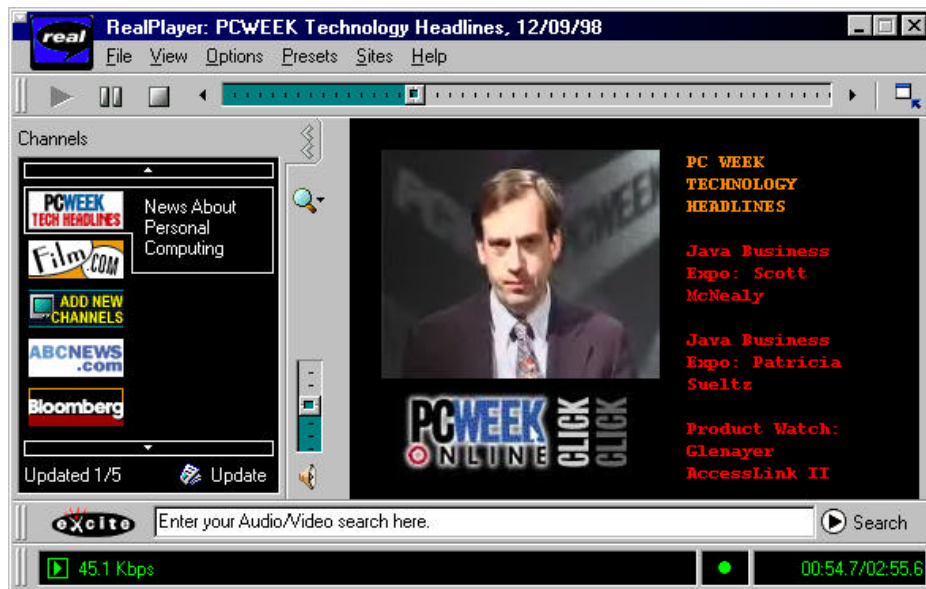 real
RealPlayer: PCWEEK Technology Headlines, 12/09/98
File View Options Presets Sites Help
Channels
PCWEEK
TECH HEADLINES
News About
Personal
Computing
Film.COM
ADD NEW
CHANNELS
ABCNEWS
.com
Bloomberg
Updated 1/5 Update
PCWEEK
PCWEEK
ONLINE
CLICK
CLICK
PC WEEK
TECHNOLOGY
HEADLINES
Java Business
Expo: Scott
McNealy
Java Business
Expo: Patricia
Sueltz
Product Watch:
Glenayer
AccessLink II
excite Enter your Audio/Video search here. Search
45.1 Kbps 00:54.7/02:55.6